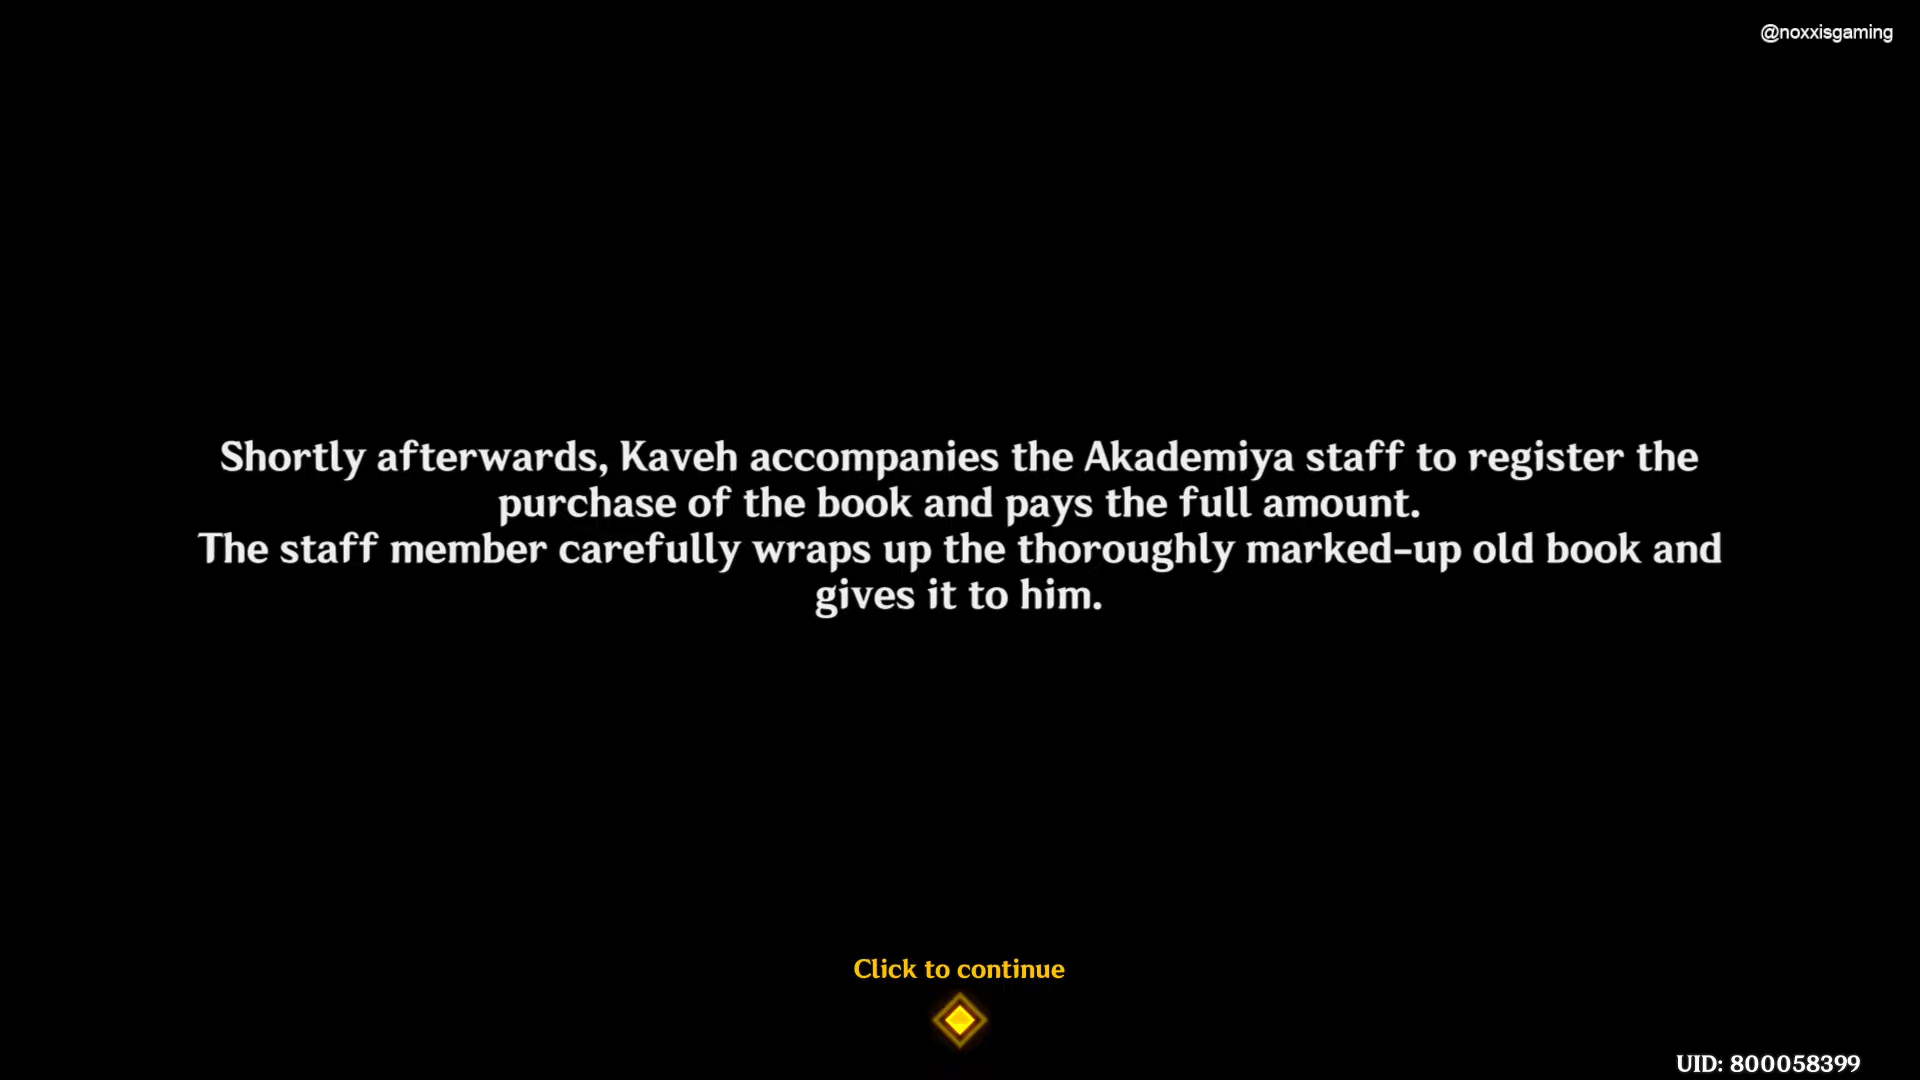 @noxxisgaming
Shortly afterwards, Kaveh accompanies the Akademiya staff to register the
purchase of the book and pays the full amount.
The staff member carefully wraps up the thoroughly marked-up old book and
gives it to him.
Click to continue
UID: 800058399